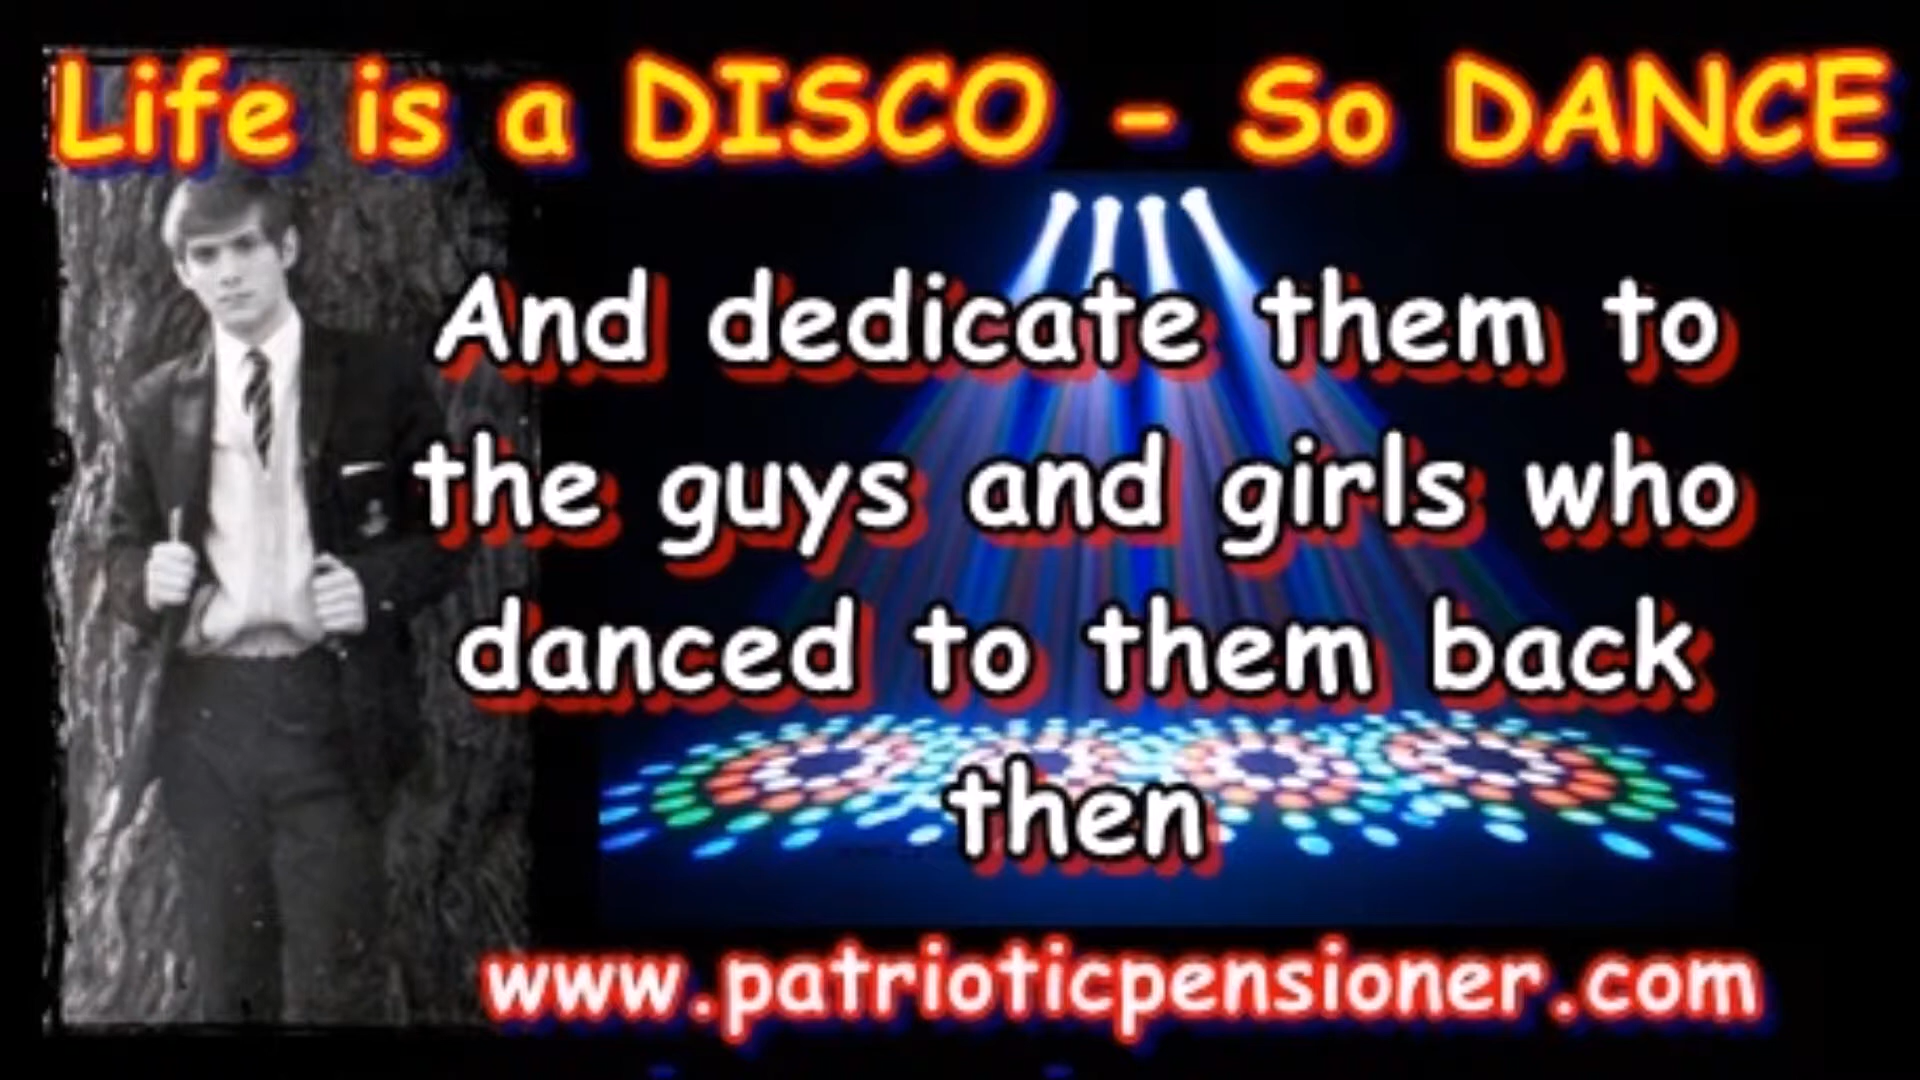 Life is a DISCO - So DANCE
And dedicate them to
the guys and girls who
danced to them back
then
www.patrioticpensioner.com